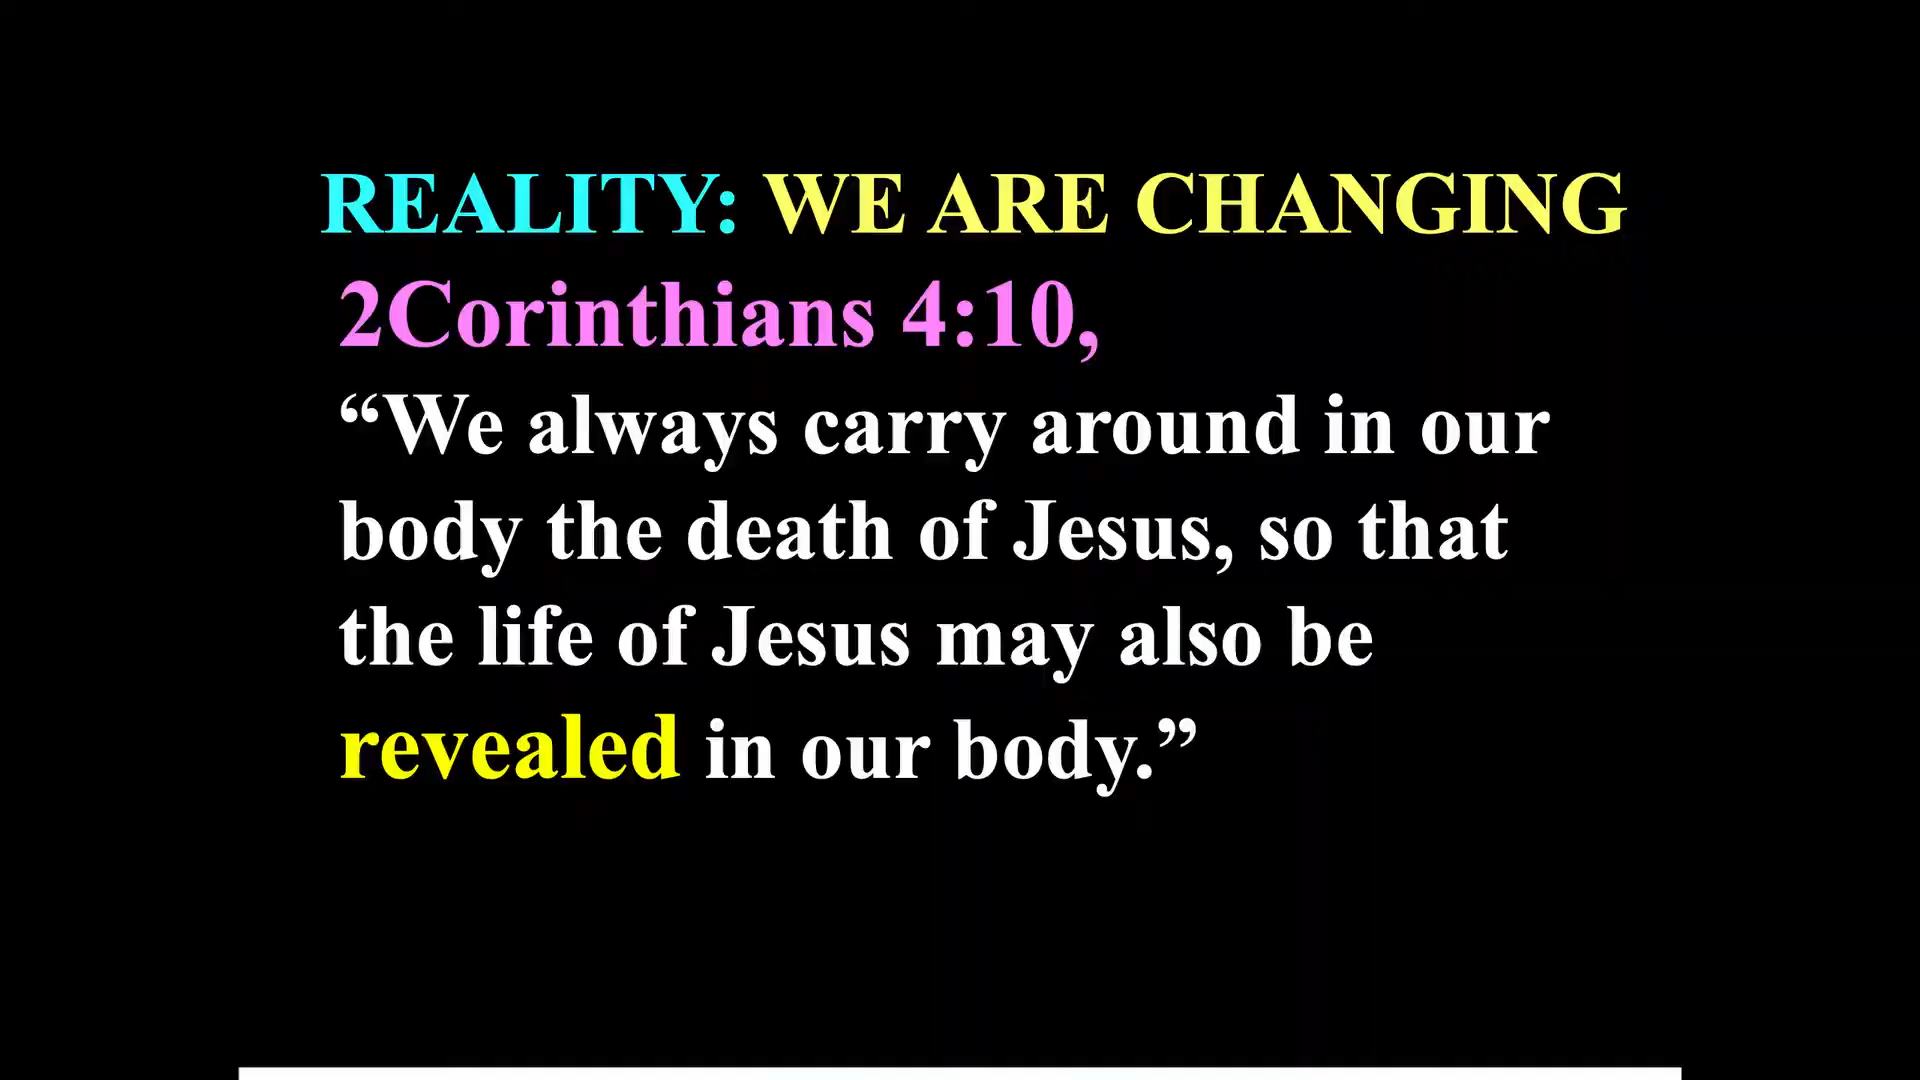 REALITY: WE ARE CHANGING
2Corinthians 4:10,
“We always carry around in our
body the death of Jesus, so that
the life of Jesus may also be
revealed in our body.”